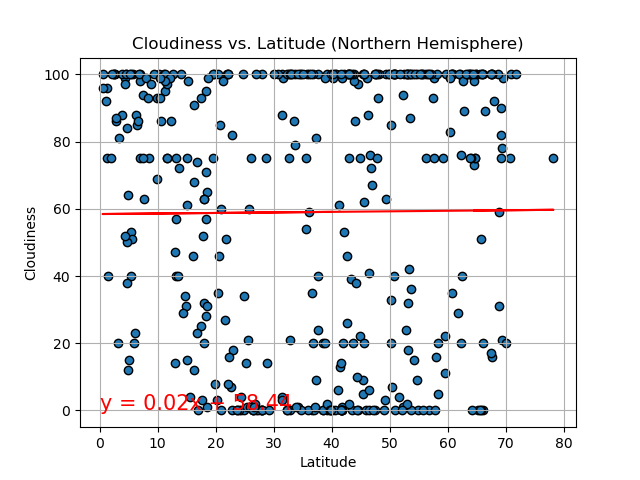 Cloudiness vs. Latitude (Northern Hemisphere)
100
80
60
40
20
0
Cloudiness
y = 0.02x + 58.44
0 10 20 30 40 50 60 70 80
Latitude